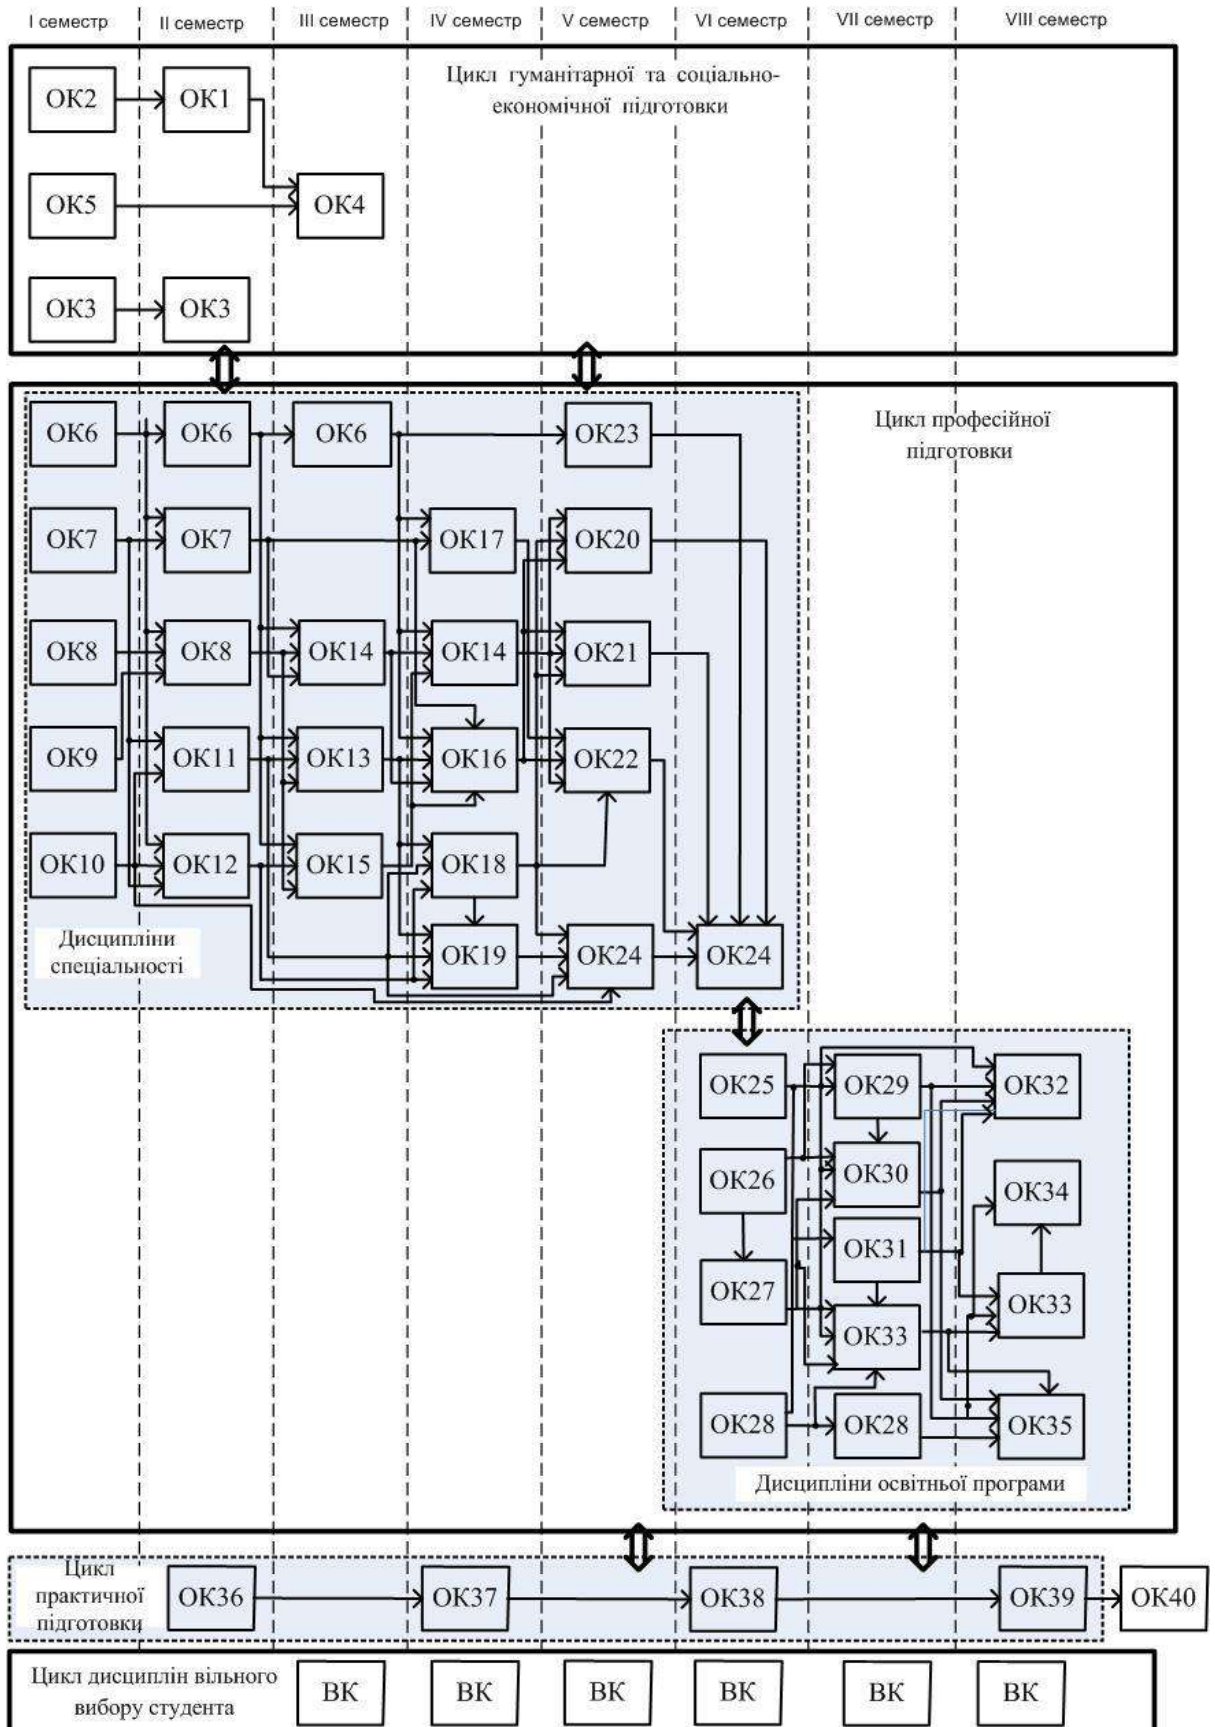 I семестр
II семестр
III семестр
IV семестр
V семестр
VI семестр
VII семестр
VIII семестр
Цикл гуманітарної та соціально-
економічної підготовки
ОК2
ОК1
ОК5
ОК4
ОК3
ОК3
Цикл професійної
підготовки
ОК6
ОК6
ОК6
ОК23
ОК7
ОК7
ОК17
ОК20
ОК8
ОК8
ОК14
ОК14
ОК21
ОК9
ОК11
ОК13
ОК16
ОК22
ОК10
ОК12
ОК15
ОК18
Дисципліни
спеціальності
ОК19
ОК24
ОК24
ОК25
ОК29
ОК32
ОК26
ОК30
ОК34
ОК27
ОК31
ОК33
ОК33
ОК28
ОК28
ОК35
Дисципліни освітньої програми
Цикл
практичної
підготовки
ОК36
ОК37
ОК38
ОК39
ОК40
Цикл дисциплін вільного
вибору студента
ВК
ВК
ВК
ВК
ВК
ВК